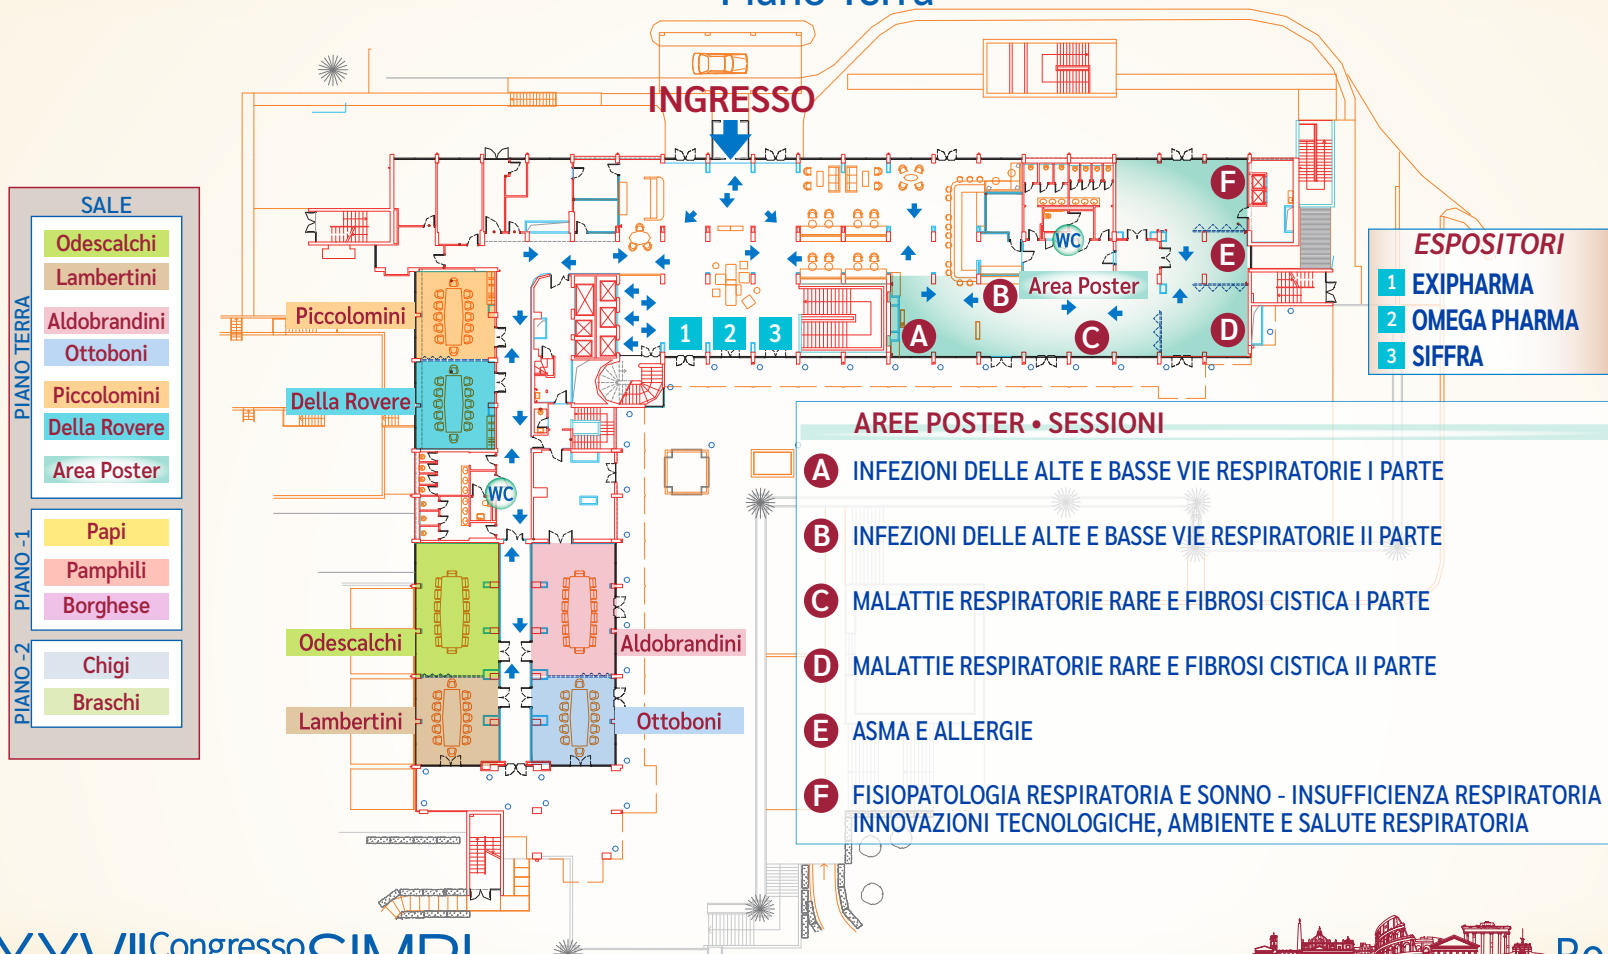 Piano Terra
INGRESSO
SALE
PIANO TERRA
Odescalchi
Lambertini
Aldobrandini
Ottoboni
Piccolomini
Della Rovere
Area Poster
PIANO -1
Papi
Pamphili
Borghese
PIANO -2
Chigi
Braschi
Piccolomini
Della Rovere
WC
Odescalchi
Aldobrandini
Lambertini
Ottoboni
1
2
3
WC
Area Poster
A
B
C
D
E
F
ESPOSITORI
1 EXIPHARMA
2 OMEGA PHARMA
3 SIFFRA
AREE POSTER • SESSIONI
A INFEZIONI DELLE ALTE E BASSE VIE RESPIRATORIE I PARTE
B INFEZIONI DELLE ALTE E BASSE VIE RESPIRATORIE II PARTE
C MALATTIE RESPIRATORIE RARE E FIBROSI CISTICA I PARTE
D MALATTIE RESPIRATORIE RARE E FIBROSI CISTICA II PARTE
E ASMA E ALLERGIE
F FISIOPATOLOGIA RESPIRATORIA E SONNO - INSUFFICIENZA RESPIRATORIA
INNOVAZIONI TECNOLOGICHE, AMBIENTE E SALUTE RESPIRATORIA
Congresso SIMRI